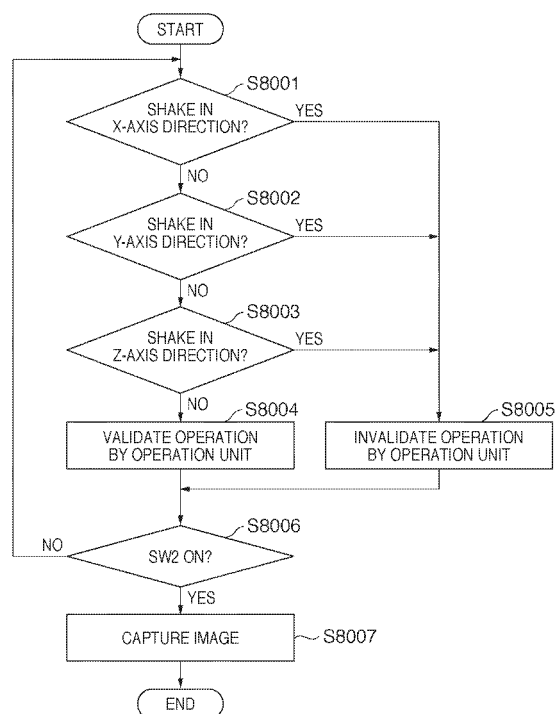 START
S8001
SHAKE IN
X-AXIS DIRECTION?
YES
NO
S8002
SHAKE IN
Y-AXIS DIRECTION?
YES
NO
S8003
SHAKE IN
Z-AXIS DIRECTION?
YES
NO
S8004
VALIDATE OPERATION
BY OPERATION UNIT
S8005
INVALIDATE OPERATION
BY OPERATION UNIT
S8006
NO
SW2 ON?
YES
CAPTURE IMAGE
S8007
END